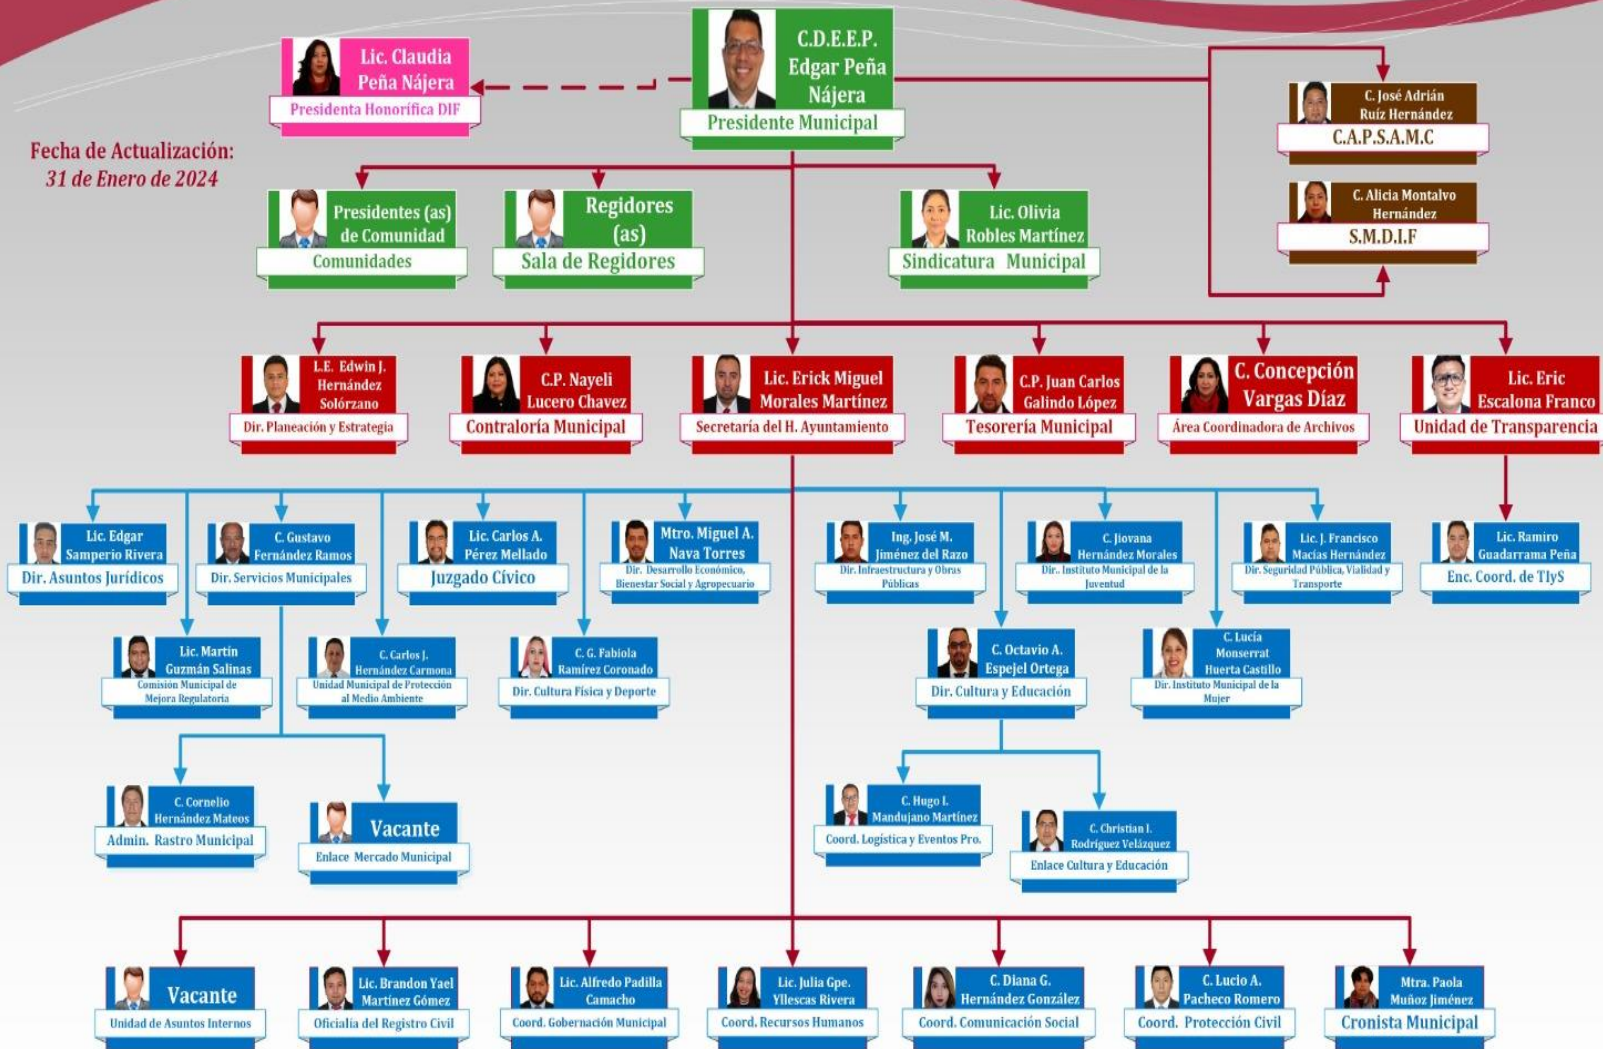 Lic. Claudia
Peña Nájera
Presidenta Honorífica DIF
C.D.E.E.P.
Edgar Peña
Nájera
Presidente Municipal
C. José Adrián
Ruíz Hernández
C.A.P.S.A.M.C
Fecha de Actualización:
31 de Enero de 2024
C. Alicia Montalvo
Hernández
S.M.D.I.F
Presidentes (as)
de Comunidad
Comunidades
Regidores
(as)
Sala de Regidores
Lic. Olivia
Robles Martínez
Sindicatura Municipal
L.E. Edwin J.
Hernández
Solórzano
Dir. Planeación y Estrategia
C.P. Nayeli
Lucero Chavez
Contraloría Municipal
Lic. Erick Miguel
Morales Martínez
Secretaría del H. Ayuntamiento
C.P. Juan Carlos
Galindo López
Tesorería Municipal
C. Concepción
Vargas Díaz
Área Coordinadora de Archivos
Lic. Eric
Escalona Franco
Unidad de Transparencia
Lic. Edgar
Samperio Rivera
Dir. Asuntos Jurídicos
C. Gustavo
Fernández Ramos
Dir. Servicios Municipales
Lic. Carlos A.
Pérez Mellado
Juzgado Cívico
Mtro. Miguel A.
Nava Torres
Dir. Desarrollo Económico,
Bienestar Social y Agropecuario
Ing. José M.
Jiménez del Razo
Dir. Infraestructura y Obras
Públicas
C. Jiovana
Hernández Morales
Dir.. Instituto Municipal de la
Juventud
Lic. J. Francisco
Macías Hernández
Dir. Seguridad Pública, Vialidad y
Transporte
Lic. Ramiro
Guadarrama Peña
Enc. Coord. de TIyS
Lic. Martín
Guzmán Salinas
Comisión Municipal de
Mejora Regulatoria
C. Carlos J.
Hernández Carmona
Unidad Municipal de Protección
al Medio Ambiente
C. G. Fabiola
Ramírez Coronado
Dir. Cultura Física y Deporte
C. Octavio A.
Espejel Ortega
Dir. Cultura y Educación
C. Lucía
Monserrat
Huerta Castillo
Dir. Instituto Municipal de la
Mujer
C. Cornelio
Hernández Mateos
Admin. Rastro Municipal
Vacante
Enlace Mercado Municipal
C. Hugo I.
Mandujano Martínez
Coord. Logística y Eventos Pro.
C. Christian I.
Rodríguez Velázquez
Enlace Cultura y Educación
Vacante
Unidad de Asuntos Internos
Lic. Brandon Yael
Martínez Gómez
Oficialía del Registro Civil
Lic. Alfredo Padilla
Camacho
Coord. Gobernación Municipal
Lic. Julia Gpe.
Yllescas Rivera
Coord. Recursos Humanos
C. Diana G.
Hernández González
Coord. Comunicación Social
C. Lucio A.
Pacheco Romero
Coord. Protección Civil
Mtra. Paola
Muñoz Jiménez
Cronista Municipal